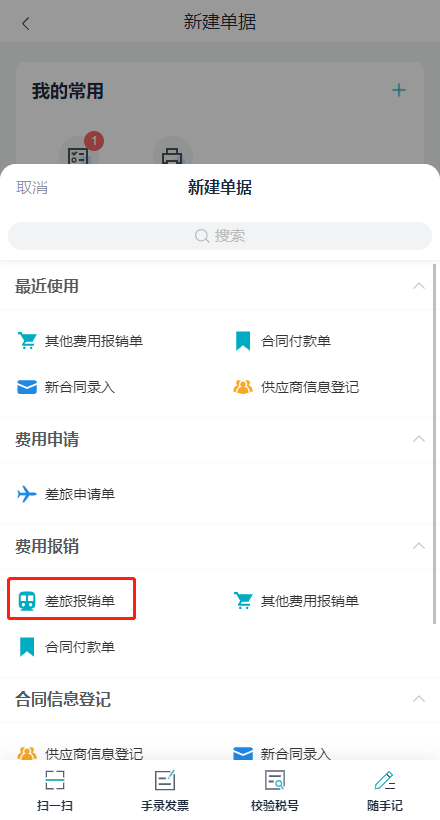 新建单据
我的常用
1
取消
新建单据
搜索
最近使用
其他费用报销单
合同付款单
新合同录入
供应商信息登记
费用申请
差旅申请单
费用报销
差旅报销单
其他费用报销单
合同付款单
合同信息登记
供应商信息登记
新合同录入
扫一扫
手录发票
校验税号
随手记